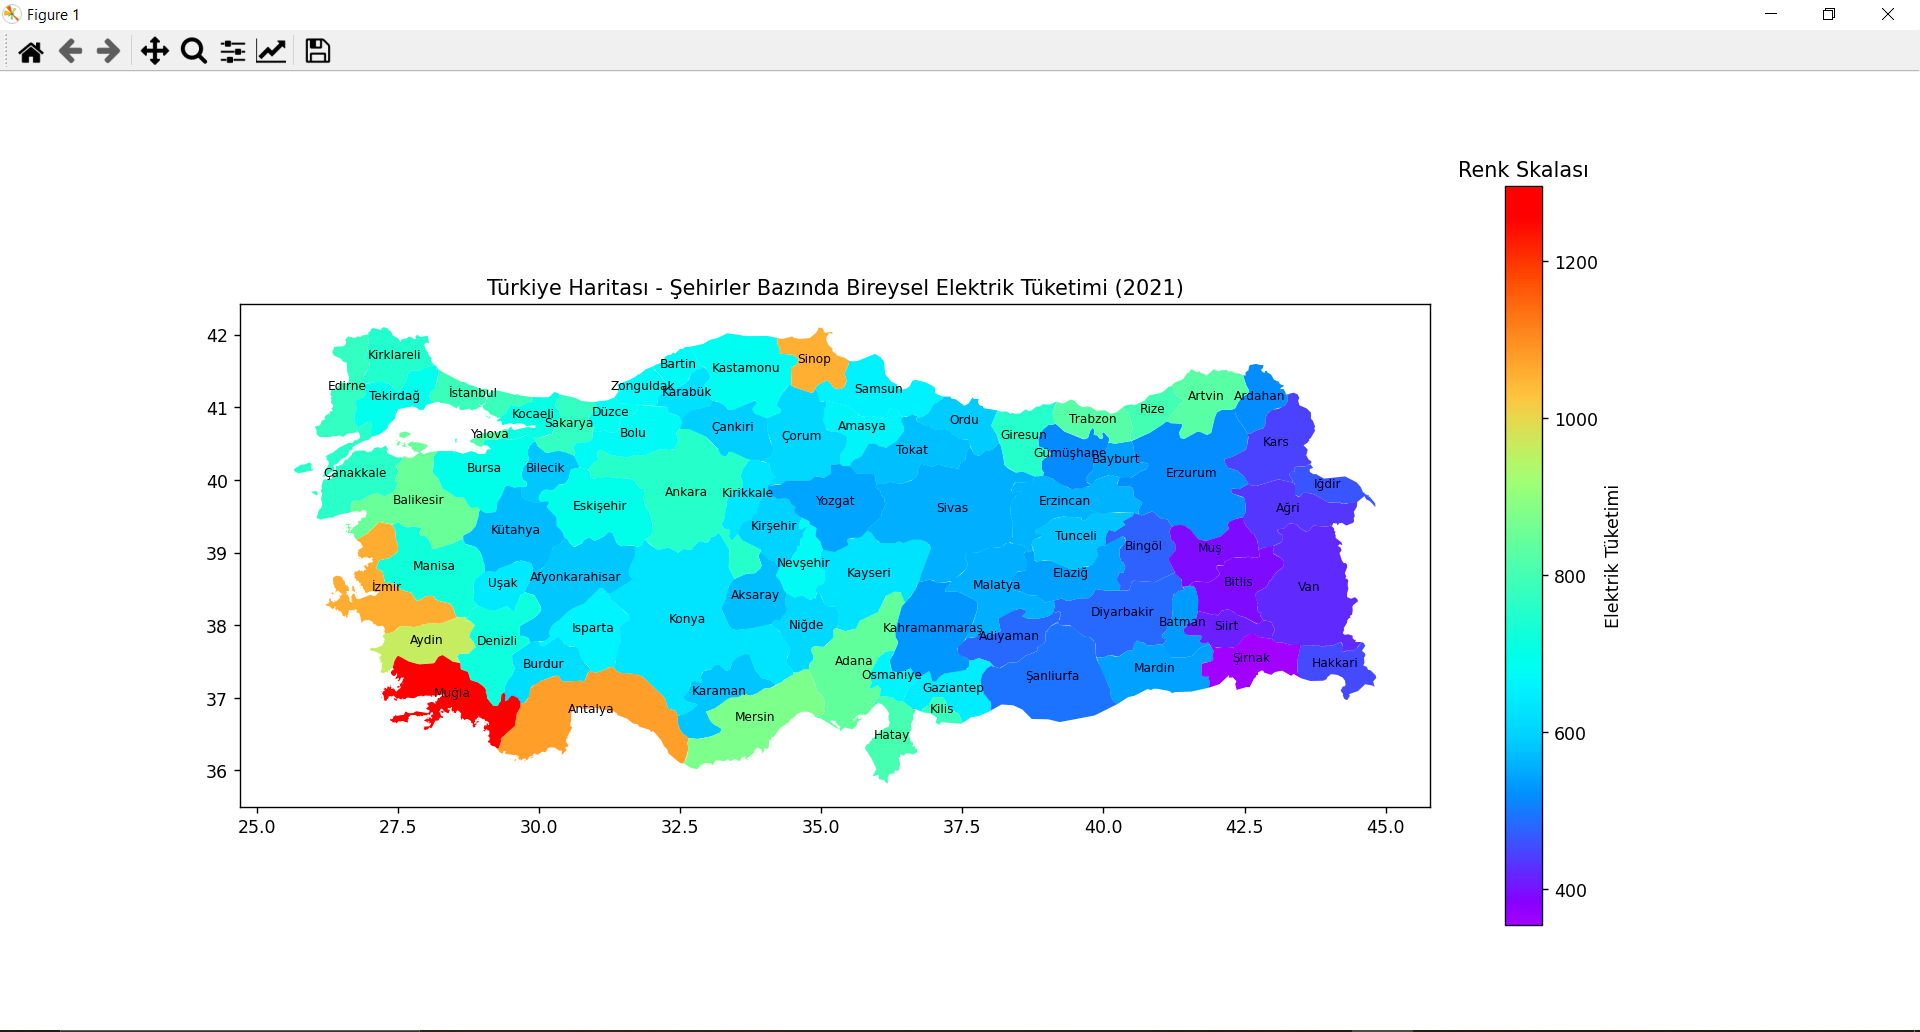 Figure 1
Renk Skalası
Türkiye Haritası - Şehirler Bazında Bireysel Elektrik Tüketimi (2021)
42
41
40
39
38
37
36
25.0
27.5
30.0
32.5
35.0
37.5
40.0
42.5
45.0
Kirklareli
Edirne
Tekirdağ
İstanbul
Kocaeli
Sakarya
Yalova
Düzce
Bolu
Zonguldak
Bartin
Karabük
Kastamonu
Sinop
Samsun
Çankiri
Çorum
Amasya
Ordu
Tokat
Giresun
Trabzon
Rize
Artvin
Ardahan
Gümüşhane
Bayburt
Kars
Erzurum
Iğdir
Ağri
Çanakkale
Balikesir
Bursa
Bilecik
Eskişehir
Ankara
Kirikkale
Yozgat
Sivas
Erzincan
Kütahya
Kirşehir
Tunceli
Bingöl
Muş
Manisa
İzmir
Uşak
Afyonkarahisar
Nevşehir
Kayseri
Aksaray
Malatya
Elaziğ
Bitlis
Van
Aydin
Denizli
Isparta
Konya
Niğde
Kahramanmaraş
Adiyaman
Diyarbakir
Batman
Siirt
Şirnak
Hakkari
Muğla
Burdur
Antalya
Karaman
Mersin
Adana
Osmaniye
Gaziantep
Kilis
Hatay
Şanliurfa
Mardin
1200
1000
800
600
400
Elektrik Tüketimi